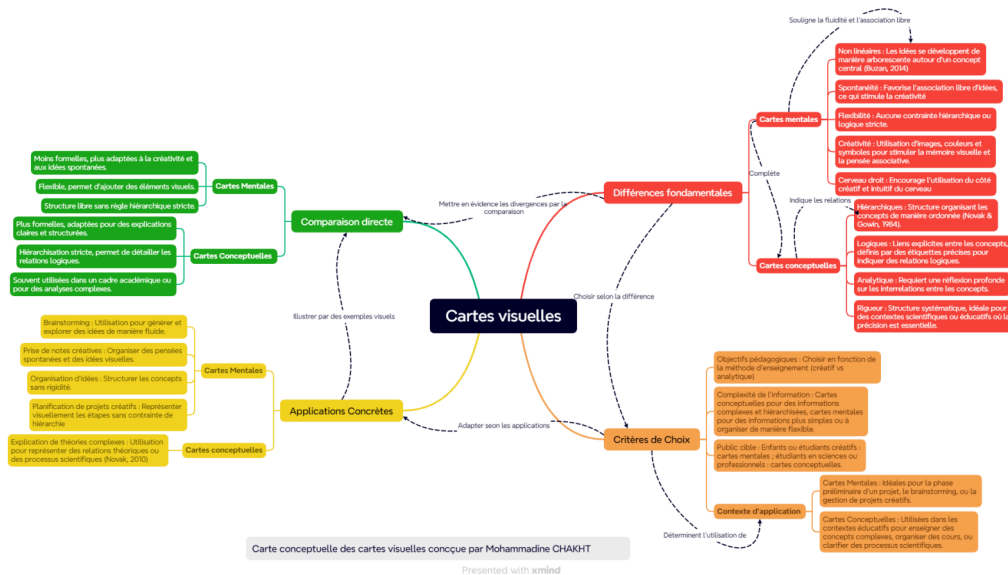 Souligne la fluidité et l'association libre
Non linéaires : Les idées se développent de
manière arborescente autour d'un concept
central (Buzan, 2014)
Spontanéité : Favorise l'association libre d'idées,
ce qui stimule la créativité
Cartes mentales
Flexibilité : Aucune contrainte hiérarchique ou
logique stricte.
Créativité : Utilisation d'images, couleurs et
symboles pour stimuler la mémoire visuelle et
la pensée associative.
Cerveau droit : Encourage l'utilisation du côté
créatif et intuitif du cerveau
Complète
Différences fondamentales
Indique les relations
Hiérarchiques : Structure organisant les
concepts de manière ordonnée (Novak &
Gowin, 1984).
Logiques : Liens explicites entre les concepts,
définis par des étiquettes précises pour
indiquer des relations logiques.
Cartes conceptuelles
Analytique : Requiert une réflexion profonde
sur les interrelations entre les concepts.
Rigueur : Structure systématique, idéale pour
des contextes scientifiques ou éducatifs où la
précision est essentielle.
Moins formelles, plus adaptées à la créativité et
aux idées spontanées.
Cartes Mentales
Flexible, permet d'ajouter des éléments visuels.
Structure libre sans règle hiérarchique stricte.
Mettre en évidence les divergences par la
comparaison
Comparaison directe
Plus formelles, adaptées pour des explications
claires et structurées.
Cartes Conceptuelles
Hiérarchisation stricte, permet de détailler les
relations logiques.
Souvent utilisées dans un cadre académique ou
pour des analyses complexes.
Choisir selon la différence
Illustrer par des exemples visuels
Cartes visuelles
Brainstorming : Utilisation pour générer et
explorer des idées de manière fluide.
Prise de notes créatives : Organiser des pensées
spontanées et des idées visuelles.
Cartes Mentales
Organisation d'idées : Structurer les concepts
sans rigidité.
Planification de projets créatifs : Représenter
visuellement les étapes sans contrainte de
hiérarchie
Applications Concrètes
Explication de théories complexes : Utilisation
pour représenter des relations théoriques ou
des processus scientifiques (Novak, 2010)
Cartes conceptuelles
Adapter selon les applications
Critères de Choix
Objectifs pédagogiques : Choisir en fonction de
la méthode d'enseignement (créatif vs
analytique)
Complexité de l'information : Cartes
conceptuelles pour des informations
complexes et hiérarchisées, cartes mentales
pour des informations plus simples ou à
organiser de manière flexible.
Public cible : Enfants ou étudiants créatifs :
cartes mentales ; étudiants en sciences ou
professionnels : cartes conceptuelles.
Contexte d'application
Cartes Mentales : Idéales pour la phase
préliminaire d'un projet, le brainstorming, ou la
gestion de projets créatifs.
Cartes Conceptuelles : Utilisées dans les
contextes éducatifs pour enseigner des
concepts complexes, organiser des cours, ou
clarifier des processus scientifiques.
Déterminent l'utilisation de
Carte conceptuelle des cartes visuelles conçue par Mohammadine CHAKHT
Presented with xmind